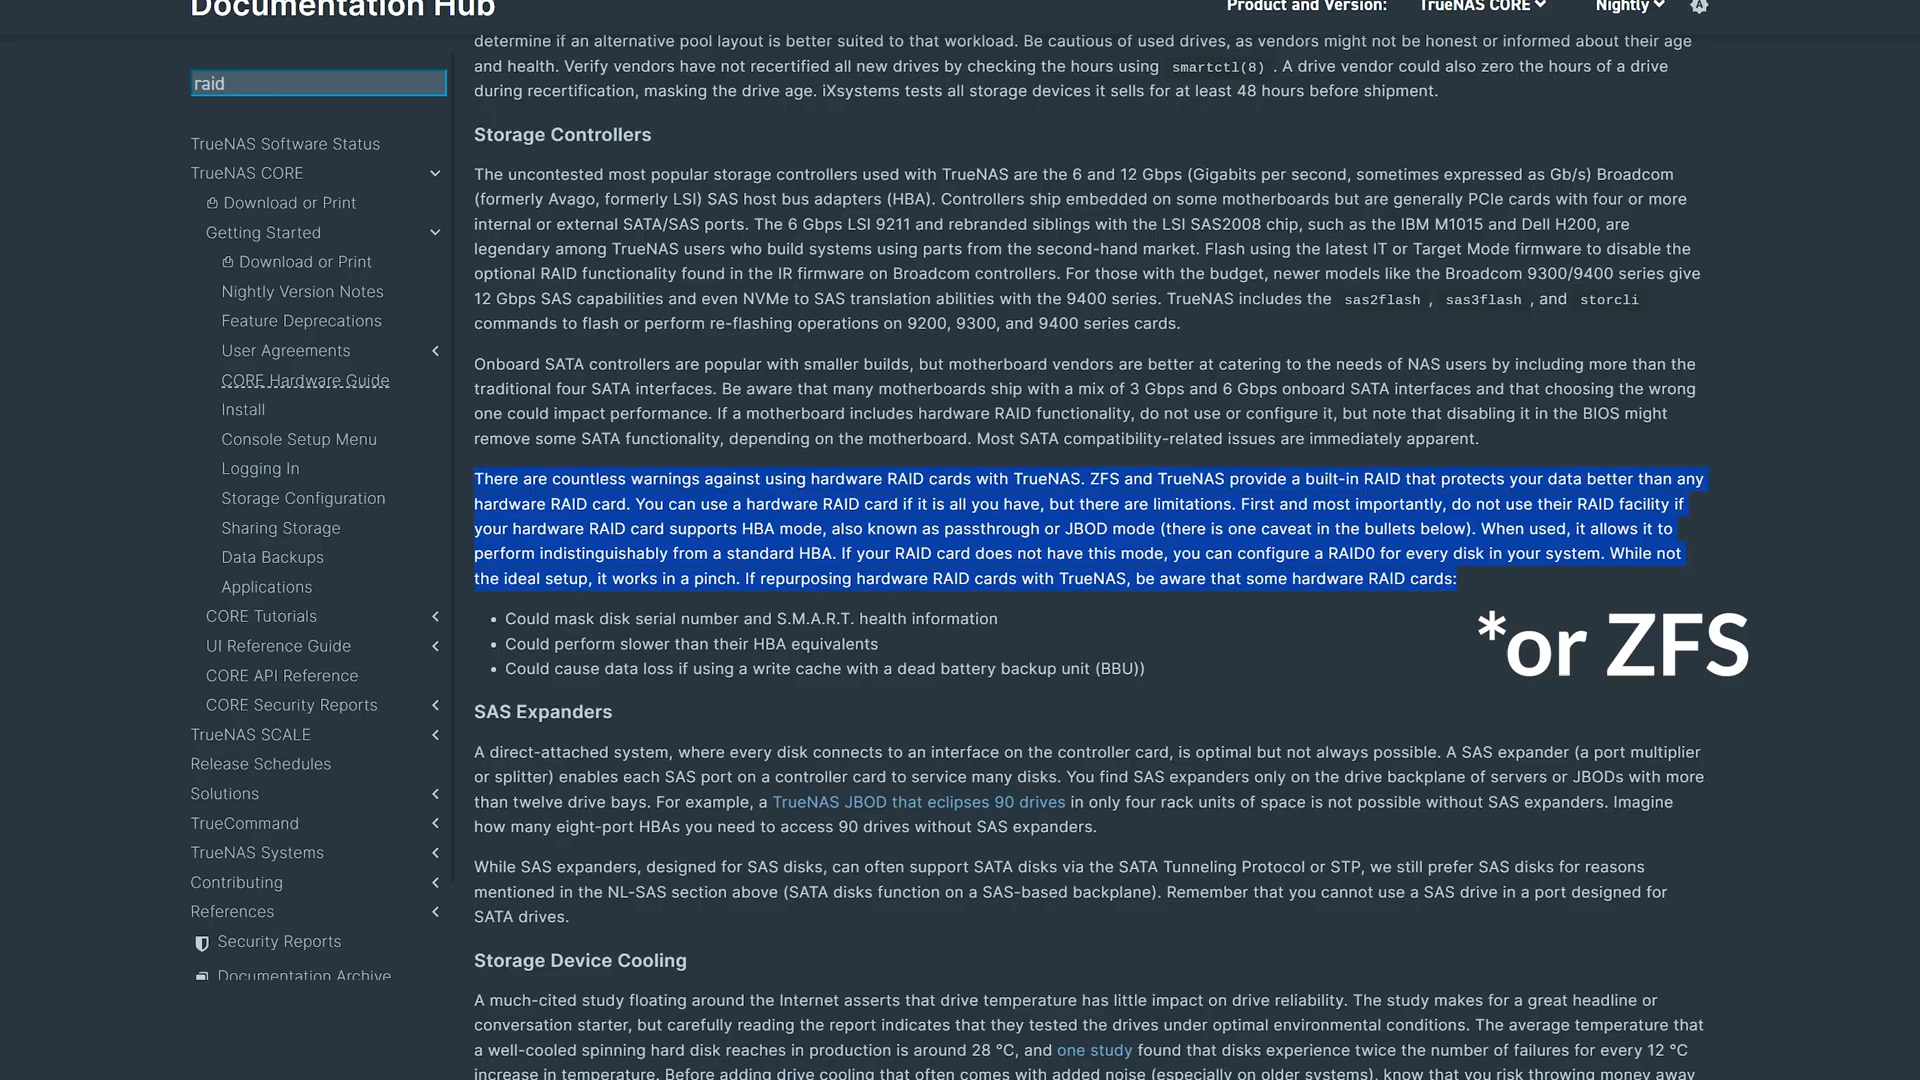 Documentation Hub
Product and Version: TrueNAS CORE Nightly
raid
TrueNAS Software Status
TrueNAS CORE
Download or Print
Getting Started
Download or Print
Nightly Version Notes
Feature Deprecations
User Agreements
CORE Hardware Guide
Install
Console Setup Menu
Logging In
Storage Configuration
Sharing Storage
Data Backups
Applications
CORE Tutorials
UI Reference Guide
CORE API Reference
CORE Security Reports
TrueNAS SCALE
Release Schedules
Solutions
TrueCommand
TrueNAS Systems
Contributing
References
Security Reports
Documentation Archive
determine if an alternative pool layout is better suited to that workload. Be cautious of used drives, as vendors might not be honest or informed about their age
and health. Verify vendors have not recertified all new drives by checking the hours using smartctl(8) . A drive vendor could also zero the hours of a drive
during recertification, masking the drive age. iXsystems tests all storage devices it sells for at least 48 hours before shipment.
Storage Controllers
The uncontested most popular storage controllers used with TrueNAS are the 6 and 12 Gbps (Gigabits per second, sometimes expressed as Gb/s) Broadcom
(formerly Avago, formerly LSI) SAS host bus adapters (HBA). Controllers ship embedded on some motherboards but are generally PCIe cards with four or more
internal or external SATA/SAS ports. The 6 Gbps LSI 9211 and rebranded siblings with the LSI SAS2008 chip, such as the IBM M1015 and Dell H200, are
legendary among TrueNAS users who build systems using parts from the second-hand market. Flash using the latest IT or Target Mode firmware to disable the
optional RAID functionality found in the IR firmware on Broadcom controllers. For those with the budget, newer models like the Broadcom 9300/9400 series give
12 Gbps SAS capabilities and even NVMe to SAS translation abilities with the 9400 series. TrueNAS includes the sas2flash , sas3flash , and storcli
commands to flash or perform re-flashing operations on 9200, 9300, and 9400 series cards.
Onboard SATA controllers are popular with smaller builds, but motherboard vendors are better at catering to the needs of NAS users by including more than the
traditional four SATA interfaces. Be aware that many motherboards ship with a mix of 3 Gbps and 6 Gbps onboard SATA interfaces and that choosing the wrong
one could impact performance. If a motherboard includes hardware RAID functionality, do not use or configure it, but note that disabling it in the BIOS might
remove some SATA functionality, depending on the motherboard. Most SATA compatibility-related issues are immediately apparent.
There are countless warnings against using hardware RAID cards with TrueNAS. ZFS and TrueNAS provide a built-in RAID that protects your data better than any
hardware RAID card. You can use a hardware RAID card if it is all you have, but there are limitations. First and most importantly, do not use their RAID facility if
your hardware RAID card supports HBA mode, also known as passthrough or JBOD mode (there is one caveat in the bullets below). When used, it allows it to
perform indistinguishably from a standard HBA. If your RAID card does not have this mode, you can configure a RAID0 for every disk in your system. While not
the ideal setup, it works in a pinch. If repurposing hardware RAID cards with TrueNAS, be aware that some hardware RAID cards:
• Could mask disk serial number and S.M.A.R.T. health information
• Could perform slower than their HBA equivalents
• Could cause data loss if using a write cache with a dead battery backup unit (BBU))
*or ZFS
SAS Expanders
A direct-attached system, where every disk connects to an interface on the controller card, is optimal but not always possible. A SAS expander (a port multiplier
or splitter) enables each SAS port on a controller card to service many disks. You find SAS expanders only on the drive backplane of servers or JBODs with more
than twelve drive bays. For example, a TrueNAS JBOD that eclipses 90 drives in only four rack units of space is not possible without SAS expanders. Imagine
how many eight-port HBAs you need to access 90 drives without SAS expanders.
While SAS expanders, designed for SAS disks, can often support SATA disks via the SATA Tunneling Protocol or STP, we still prefer SAS disks for reasons
mentioned in the NL-SAS section above (SATA disks function on a SAS-based backplane). Remember that you cannot use a SAS drive in a port designed for
SATA drives.
Storage Device Cooling
A much-cited study floating around the Internet asserts that drive temperature has little impact on drive reliability. The study makes for a great headline or
conversation starter, but carefully reading the report indicates that they tested the drives under optimal environmental conditions. The average temperature that
a well-cooled spinning hard disk reaches in production is around 28 °C, and one study found that disks experience twice the number of failures for every 12 °C
increase in temperature. Before adding drive cooling that often comes with added noise (especially on older systems), know that you risk throwing money away